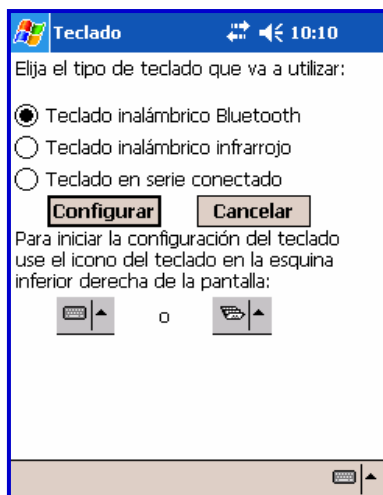 Teclado 10:10
Elija el tipo de teclado que va a utilizar:
Teclado inalámbrico Bluetooth
Teclado inalámbrico infrarrojo
Teclado en serie conectado
Configurar Cancelar
Para iniciar la configuración del teclado
use el icono del teclado en la esquina
inferior derecha de la pantalla:
o